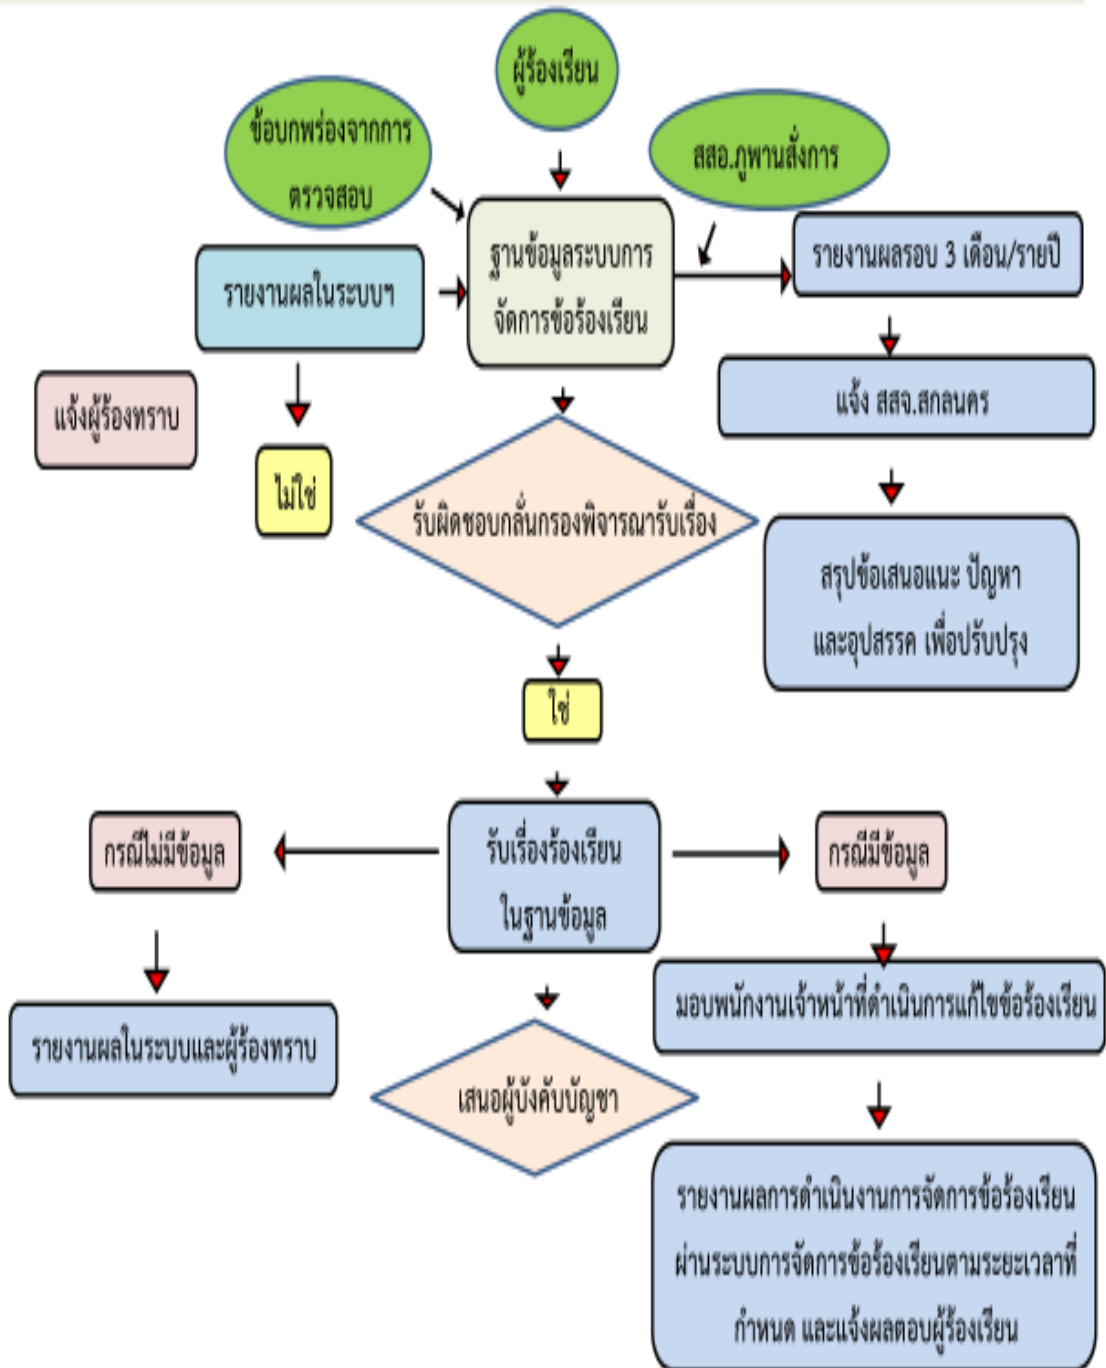 ผู้ร้องเรียน
ข้อบกพร่องจากการ
ตรวจสอบ
สสอ.ภูพานสั่งการ
ฐานข้อมูลระบบการ
จัดการข้อร้องเรียน
รายงานผลรอบ 3 เดือน/รายปี
รายงานผลในระบบฯ
แจ้งผู้ร้องทราบ
แจ้ง สสจ.สกลนคร
ไม่ใช่
รับผิดชอบกลั่นกรองพิจารณารับเรื่อง
สรุปข้อเสนอแนะ ปัญหา
และอุปสรรค เพื่อปรับปรุง
ใช่
กรณีไม่มีข้อมูล
รับเรื่องร้องเรียน
ในฐานข้อมูล
กรณีมีข้อมูล
มอบพนักงานเจ้าหน้าที่ดำเนินการแก้ไขข้อร้องเรียน
รายงานผลในระบบและผู้ร้องทราบ
เสนอผู้บังคับบัญชา
รายงานผลการดำเนินงานการจัดการข้อร้องเรียน
ผ่านระบบการจัดการข้อร้องเรียนตามระยะเวลาที่
กำหนด และแจ้งผลตอบผู้ร้องเรียน